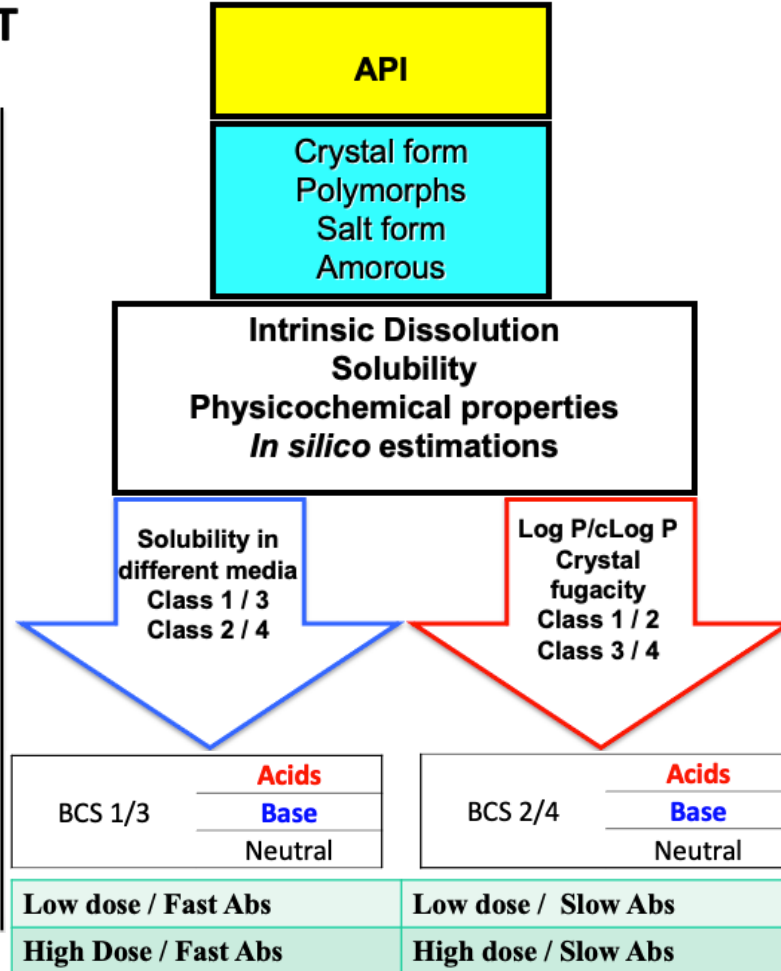 T
API
Crystal form
Polymorphs
Salt form
Amorous
Intrinsic Dissolution
Solubility
Physicochemical properties
In silico estimations
Solubility in
different media
Class 1 / 3
Class 2 / 4
Log P/cLog P
Crystal
fugacity
Class 1 / 2
Class 3 / 4
BCS 1/3
Acids
Base
Neutral
BCS 2/4
Acids
Base
Neutral
Low dose / Fast Abs
Low dose / Slow Abs
High Dose / Fast Abs
High dose / Slow Abs